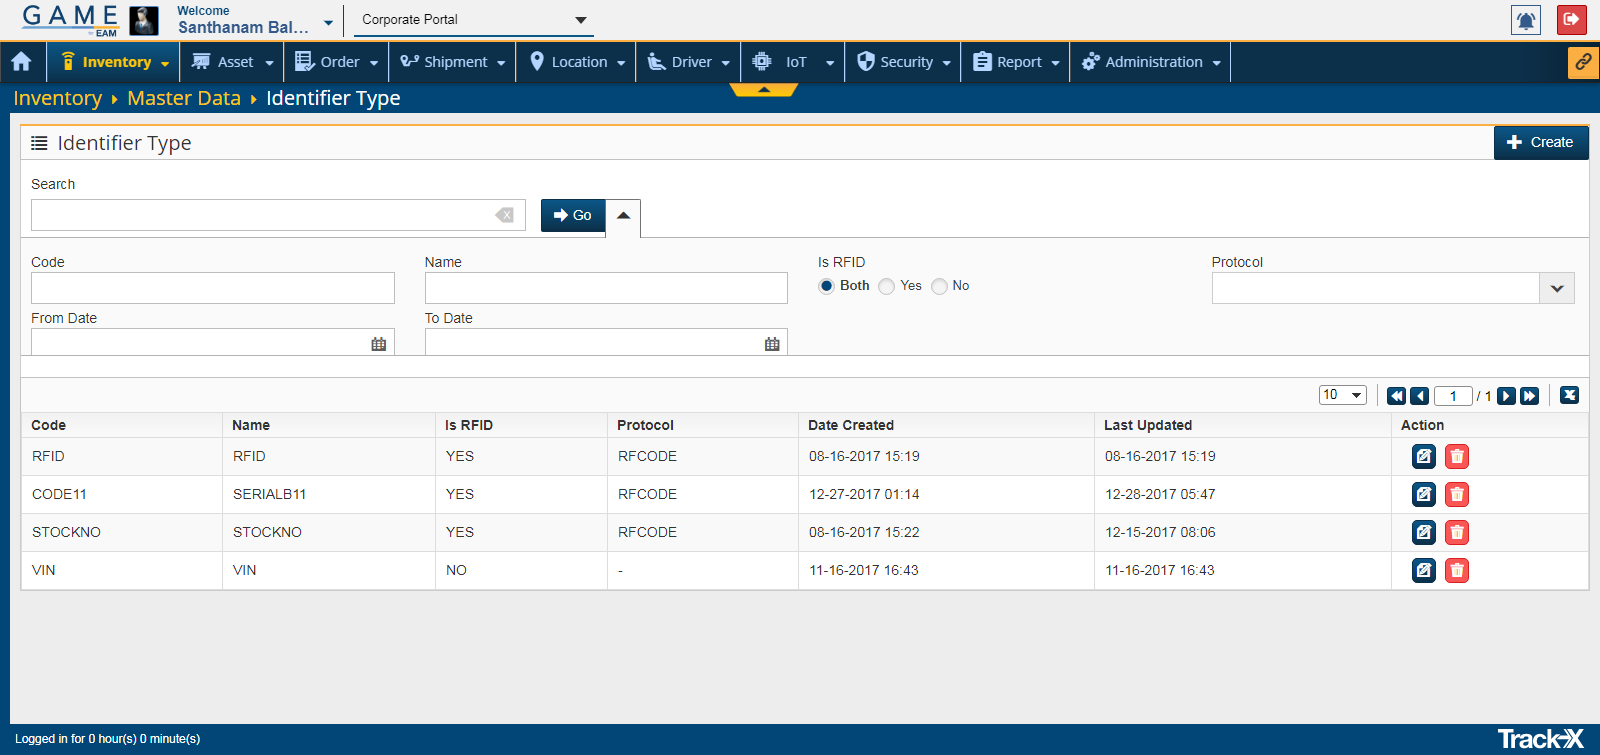 GAME
by EAM
Welcome
Santhanam Bal...
Corporate Portal
Inventory
Asset
Order
Shipment
Location
Driver
IoT
Security
Report
Administration
Inventory Master Data Identifier Type
Identifier Type
Create
Search
Go
Code
Name
Is RFID
Protocol
Both Yes No
From Date
To Date
10
1 / 1
Code Name Is RFID Protocol Date Created Last Updated Action
RFID RFID YES RFCODE 08-16-2017 15:19 08-16-2017 15:19
CODE11 SERIALB11 YES RFCODE 12-27-2017 01:14 12-28-2017 05:47
STOCKNO STOCKNO YES RFCODE 08-16-2017 15:22 12-15-2017 08:06
VIN VIN NO - 11-16-2017 16:43 11-16-2017 16:43
Logged in for 0 hour(s) 0 minute(s)
Track-X